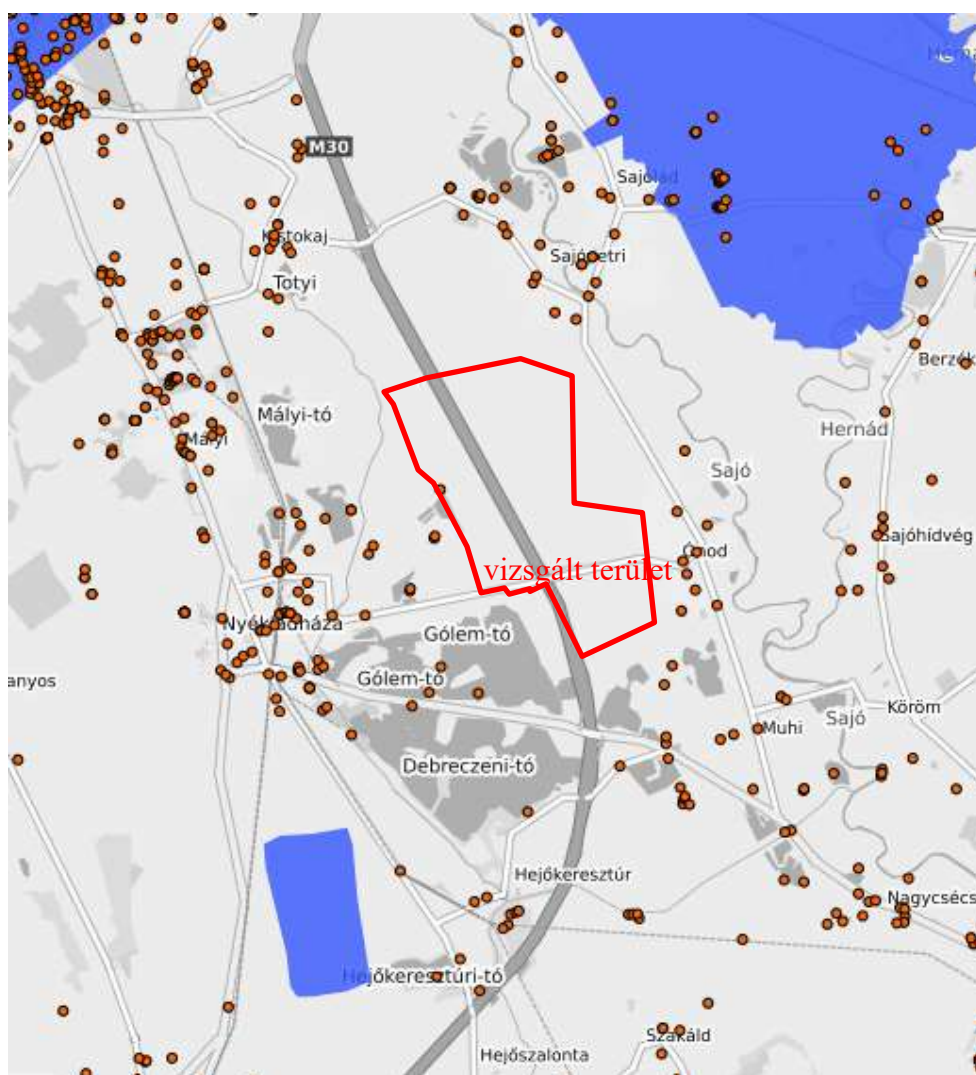 M30
Sajólád
Kistokaj
Sajópetri
Totyi
Berzék
Mályi-tó
Hernád
Mályi
Sajó
Sajóhídvég
Ónod
vizsgált terület
Nyékládháza
Gólem-tó
Gólem-tó
anyos
Köröm
Sajó
Muhi
Debreczeni-tó
Hejőkeresztúr
Nagycsécs
Hejőkeresztúri-tó
Szakáld
Hejőszalonta